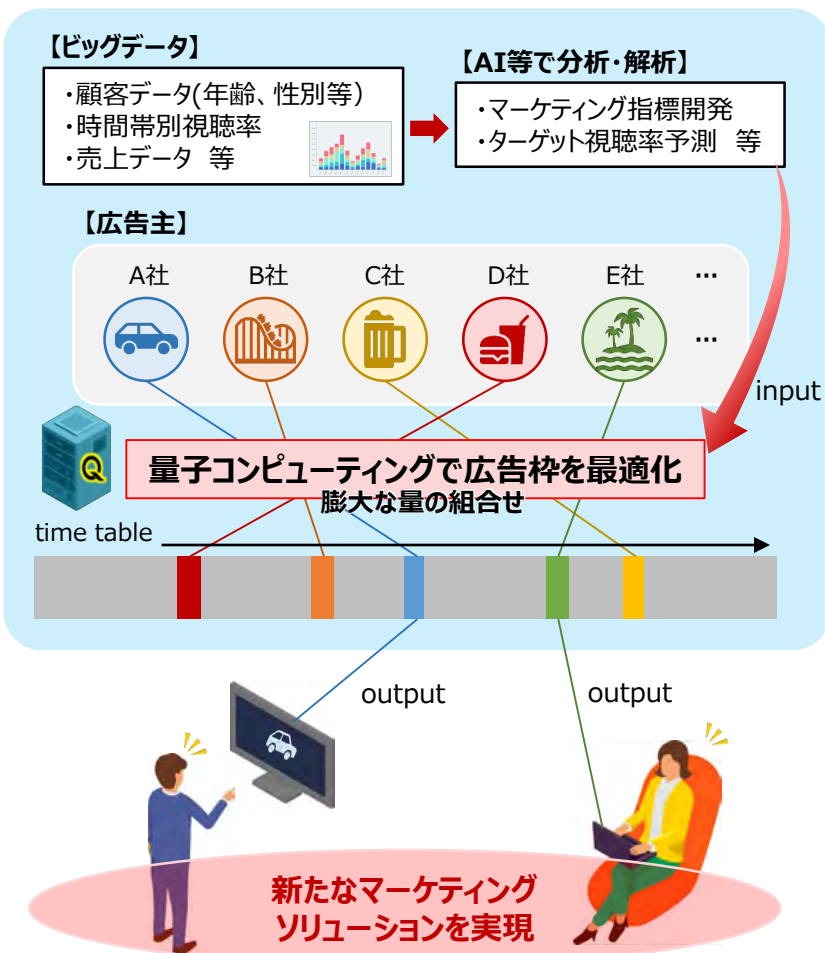 【ビッグデータ】
・顧客データ(年齢、性別等)
・時間帯別視聴率
・売上データ 等
【AI等で分析・解析】
・マーケティング指標開発
・ターゲット視聴率予測 等
【広告主】
A社 B社 C社 D社 E社 …
…
input
Q
量子コンピューティングで広告枠を最適化
膨大な量の組合せ
time table
output output
新たなマーケティング
ソリューションを実現